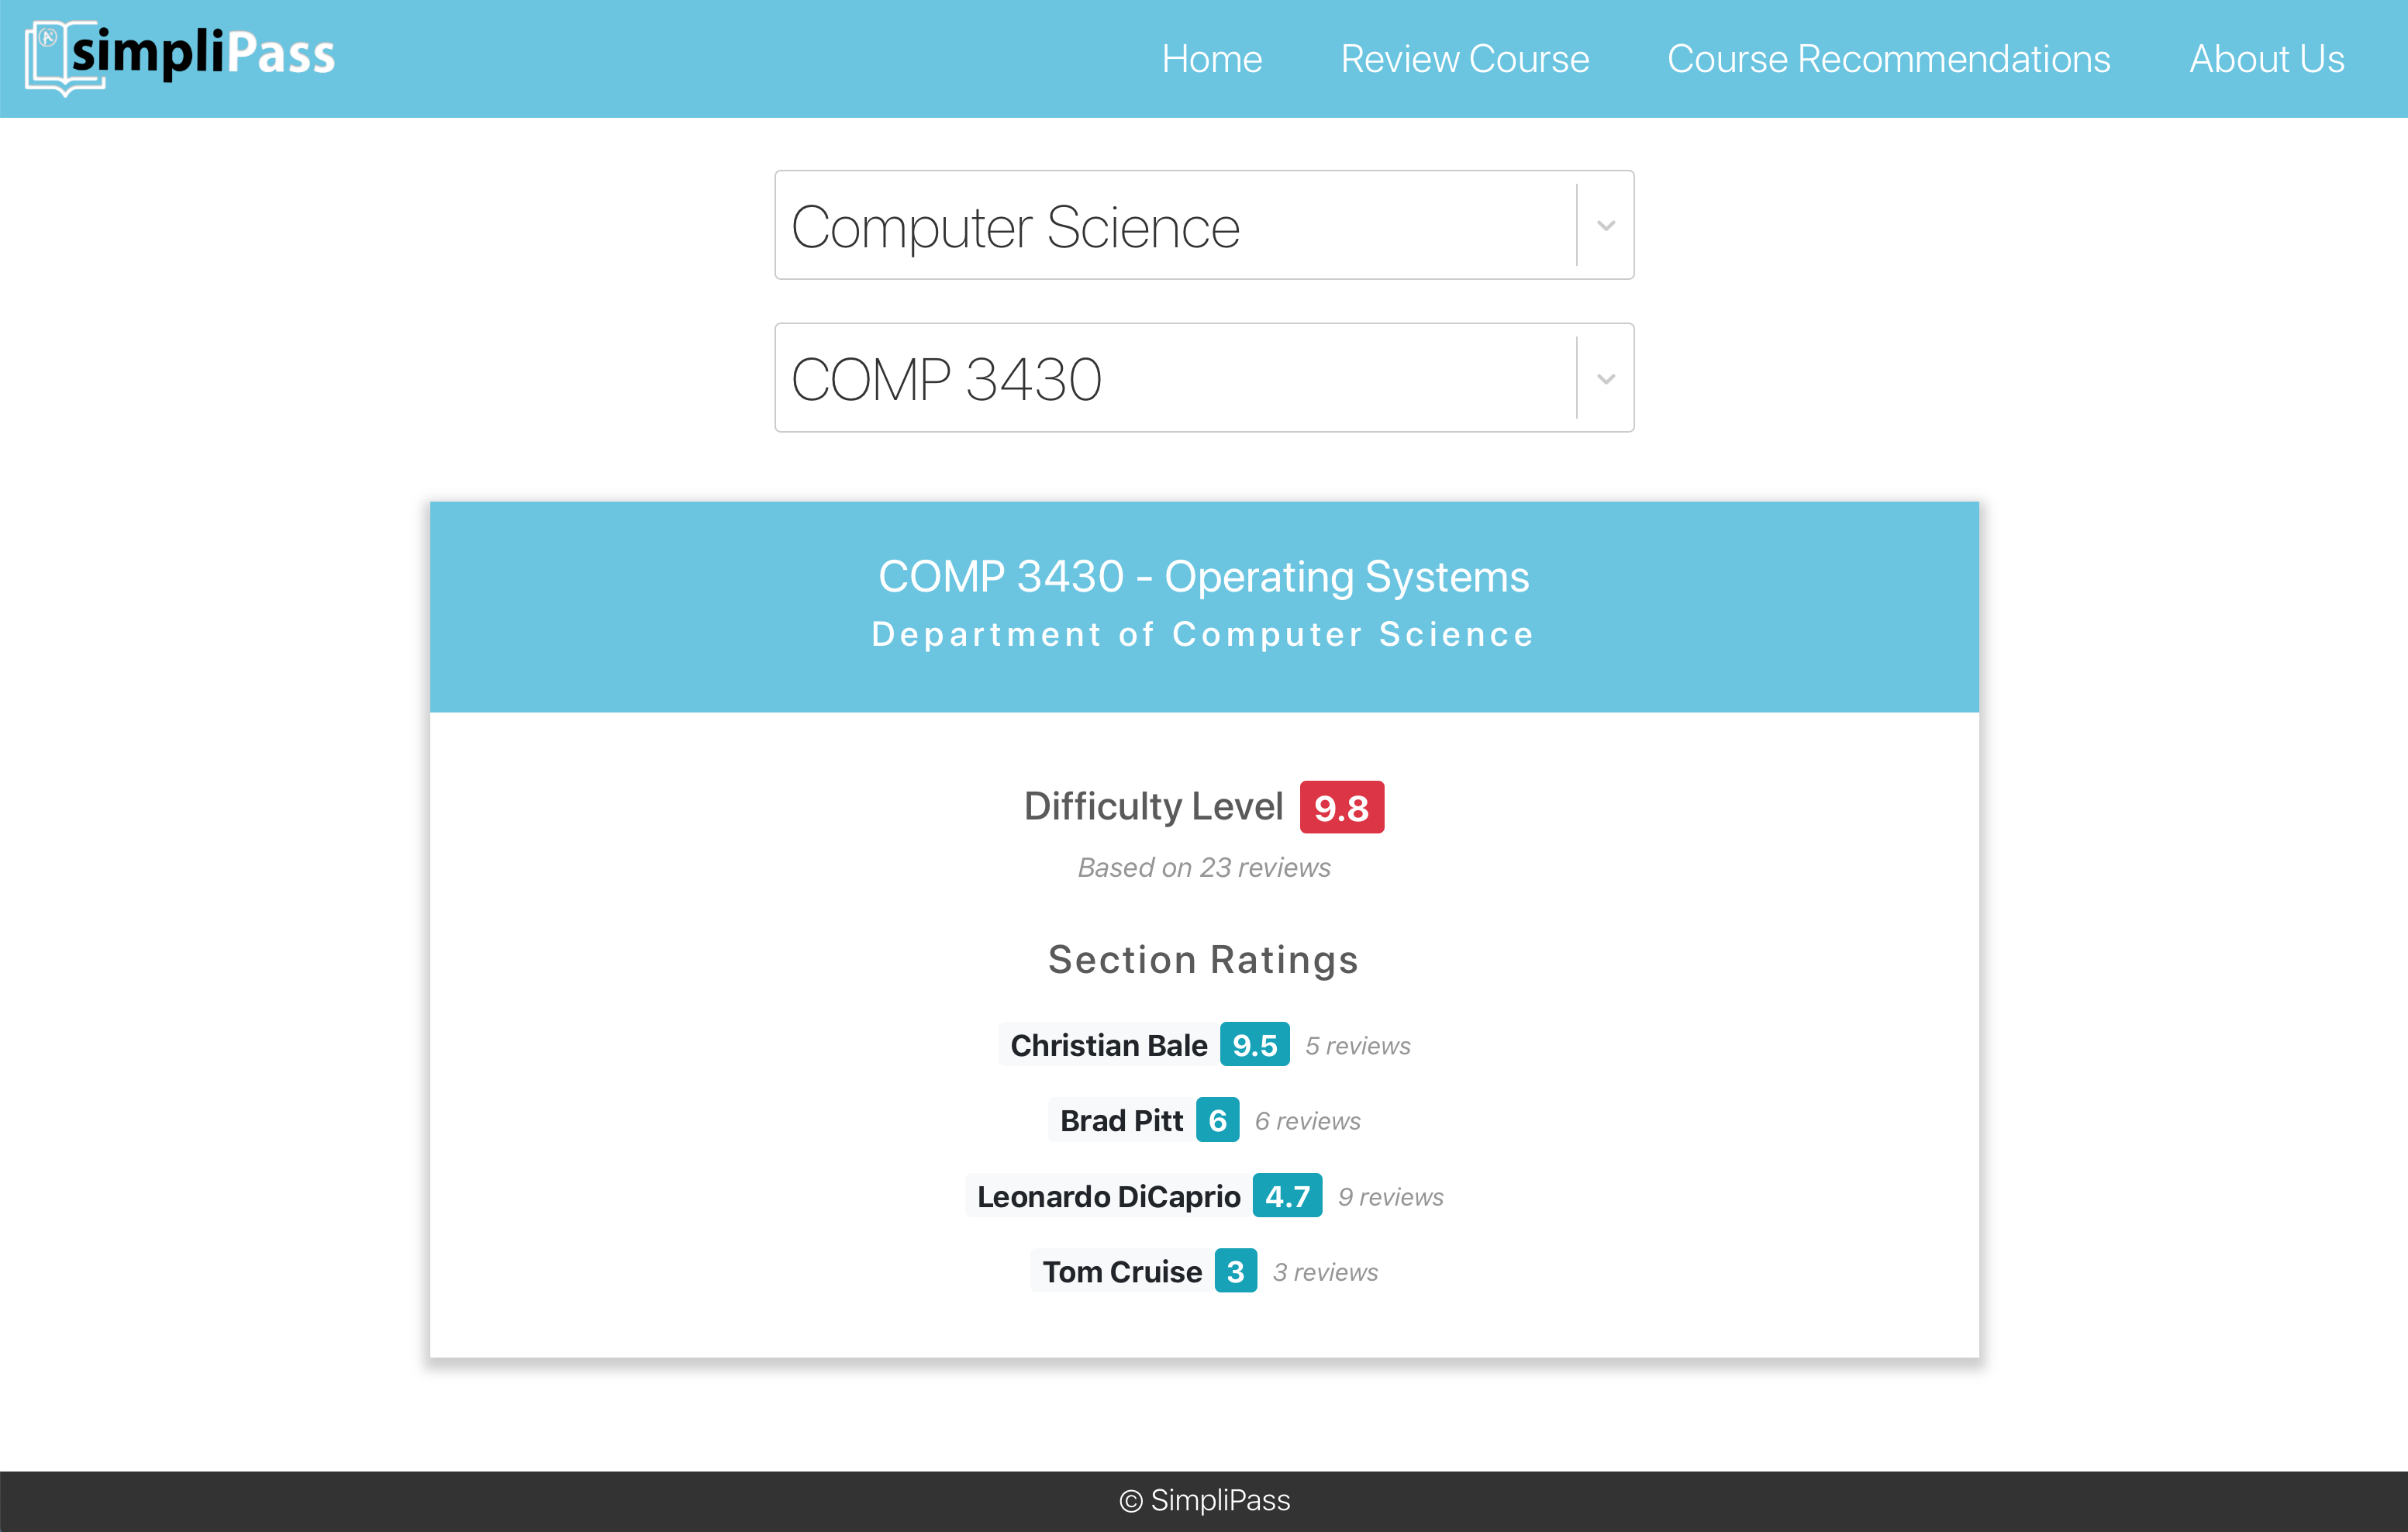 simpliPass
Home Review Course Course Recommendations About Us
Computer Science
COMP 3430
COMP 3430 - Operating Systems
Department of Computer Science
Difficulty Level 9.8
Based on 23 reviews
Section Ratings
Christian Bale 9.5 5 reviews
Brad Pitt 6 6 reviews
Leonardo DiCaprio 4.7 9 reviews
Tom Cruise 3 3 reviews
© SimpliPass